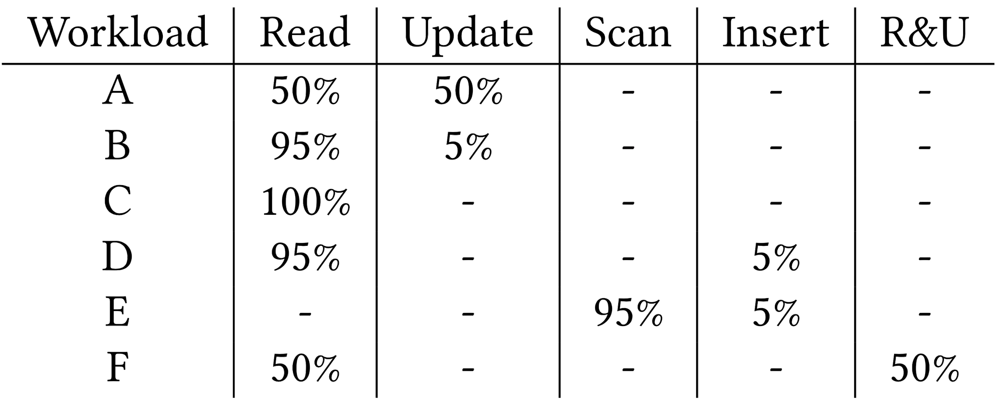 Workload Read Update Scan Insert R&U
A 50% 50% - - -
B 95% 5% - - -
C 100% - - - -
D 95% - - 5% -
E - - 95% 5% -
F 50% - - - 50%